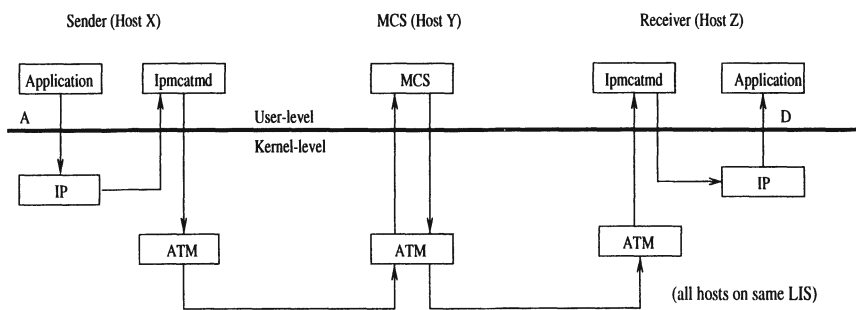 Sender (Host X)
MCS (Host Y)
Receiver (Host Z)
Application
Ipmcatmd
MCS
Ipmcatmd
Application
A
User-level
D
Kernel-level
IP
IP
ATM
ATM
ATM
(all hosts on same LIS)